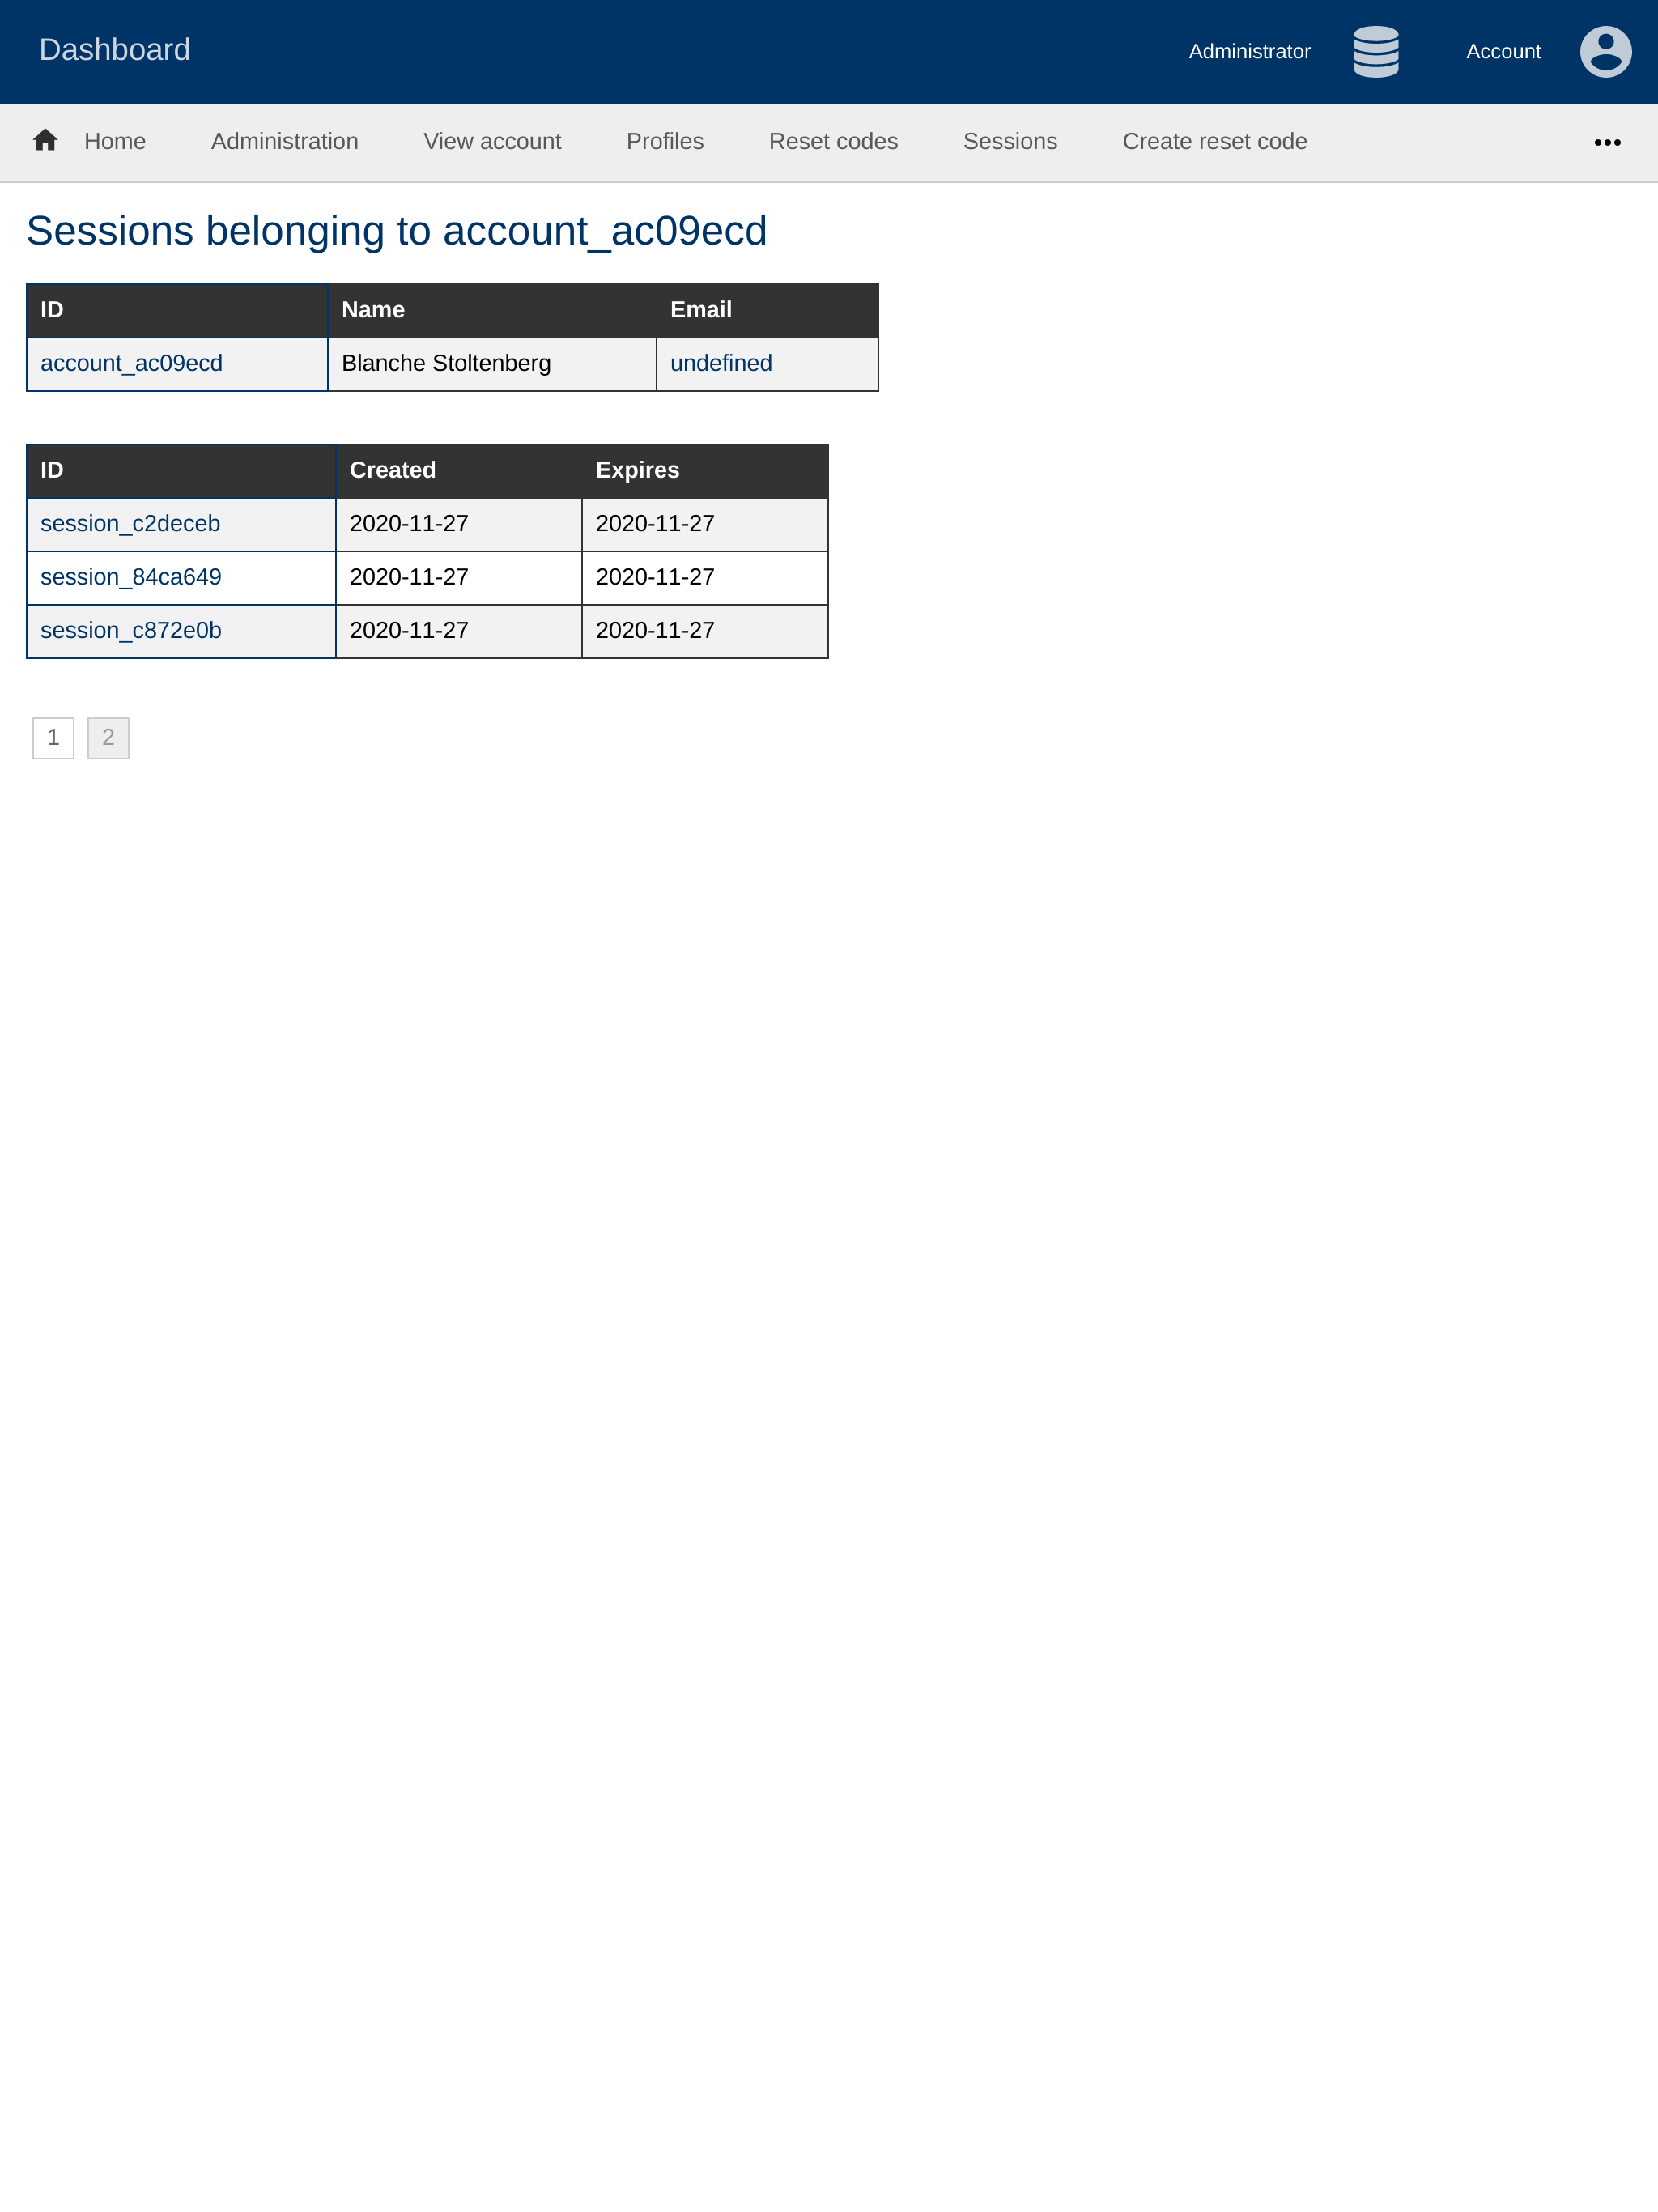 Dashboard
Administrator
Account
Home Administration View account Profiles Reset codes Sessions Create reset code
Sessions belonging to account_ac09ecd
ID Name Email
account_ac09ecd Blanche Stoltenberg undefined
ID Created Expires
session_c2deceb 2020-11-27 2020-11-27
session_84ca649 2020-11-27 2020-11-27
session_c872e0b 2020-11-27 2020-11-27
1 2